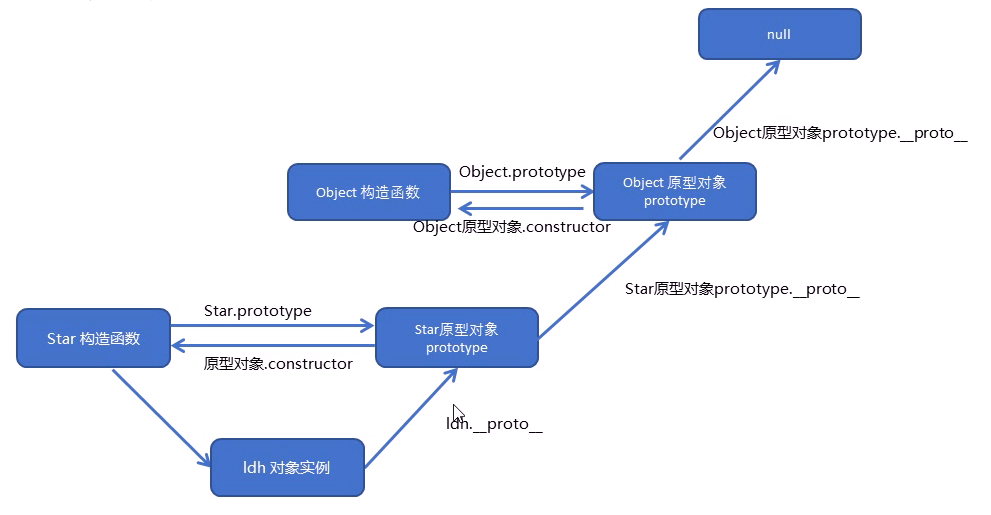 null
Object原型对象prototype.__proto__
Object 构造函数
Object.prototype
Object 原型对象
prototype
Object原型对象.constructor
Star原型对象prototype.__proto__
Star 构造函数
Star.prototype
Star原型对象
prototype
原型对象.constructor
ldh.__proto__
ldh 对象实例